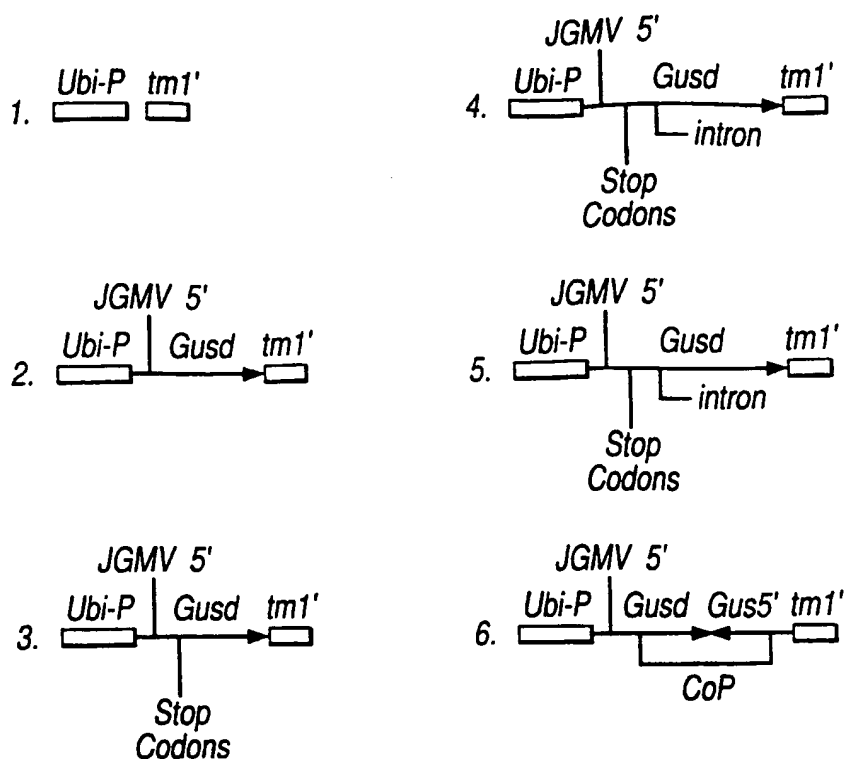 1.
Ubi-P tm1'
2.
JGMV 5'
Ubi-P Gusd tm1'
3.
JGMV 5'
Ubi-P Gusd tm1'
Stop
Codons
4.
JGMV 5'
Ubi-P Gusd tm1'
intron
Stop
Codons
5.
JGMV 5'
Ubi-P Gusd tm1'
intron
Stop
Codons
6.
JGMV 5'
Ubi-P Gusd Gus5' tm1'
CoP